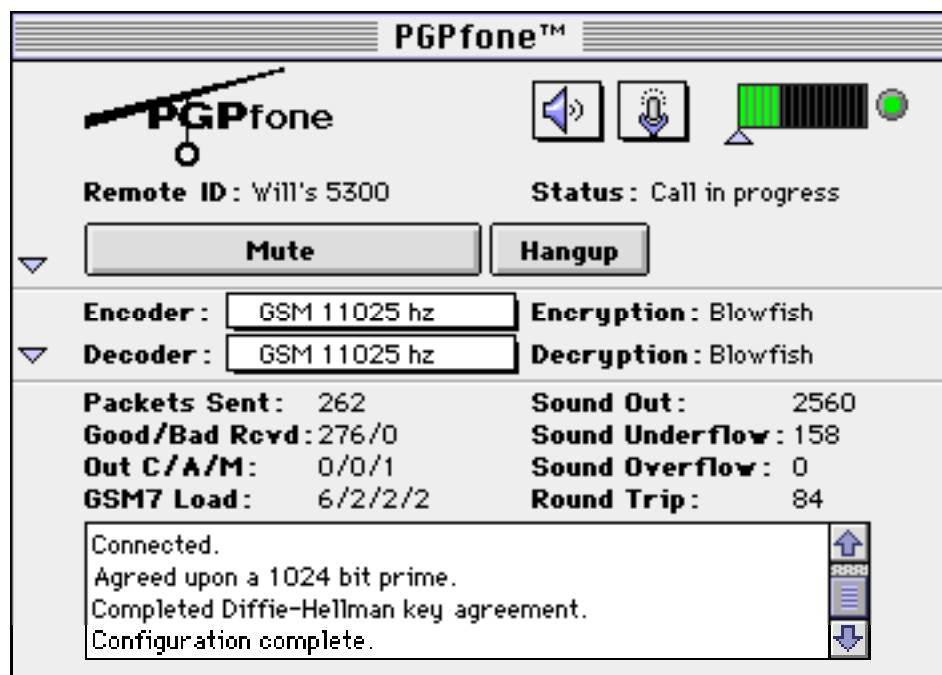 PGPfone™
PGPfone
Remote ID: Will's 5300 Status: Call in progress
Mute Hangup
Encoder: GSM 11025 hz Encryption: Blowfish
Decoder: GSM 11025 hz Decryption: Blowfish
Packets Sent: 262 Sound Out: 2560
Good/Bad Rcvd: 276/0 Sound Underflow: 158
Out C/A/M: 0/0/1 Sound Overflow: 0
GSM7 Load: 6/2/2/2 Round Trip: 84
Connected.
Agreed upon a 1024 bit prime.
Completed Diffie-Hellman key agreement.
Configuration complete.